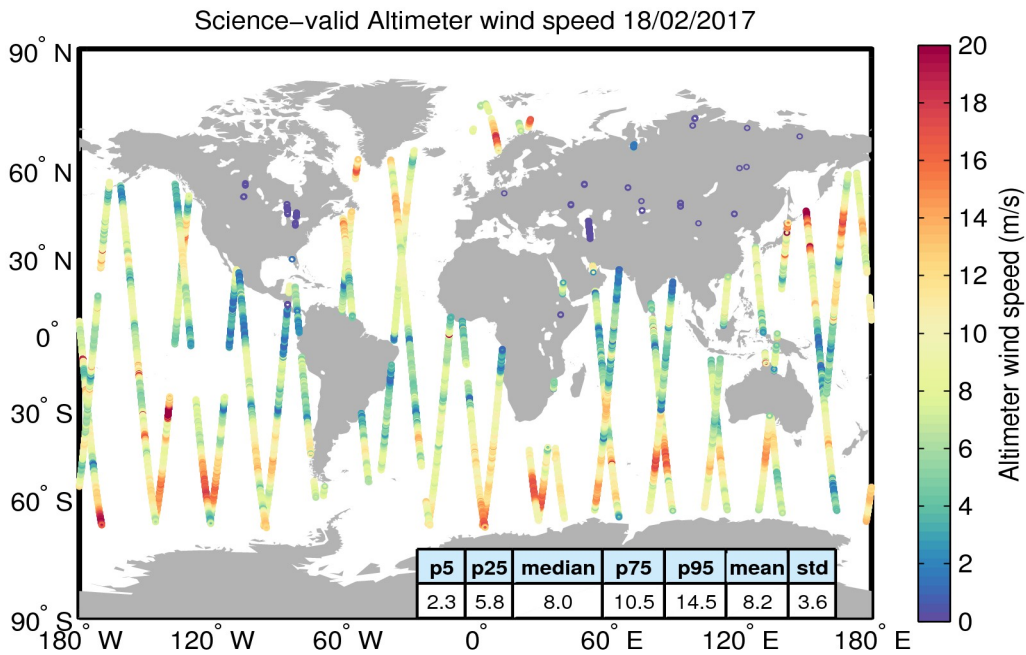 Science−valid Altimeter wind speed 18/02/2017
90° N
60° N
30° N
0°
30° S
60° S
90° S
180° W
120° W
60° W
0°
60° E
120° E
180° E
p5 p25 median p75 p95 mean std
2.3 5.8 8.0 10.5 14.5 8.2 3.6
20
18
16
14
12
10
8
6
4
2
0
Altimeter wind speed (m/s)